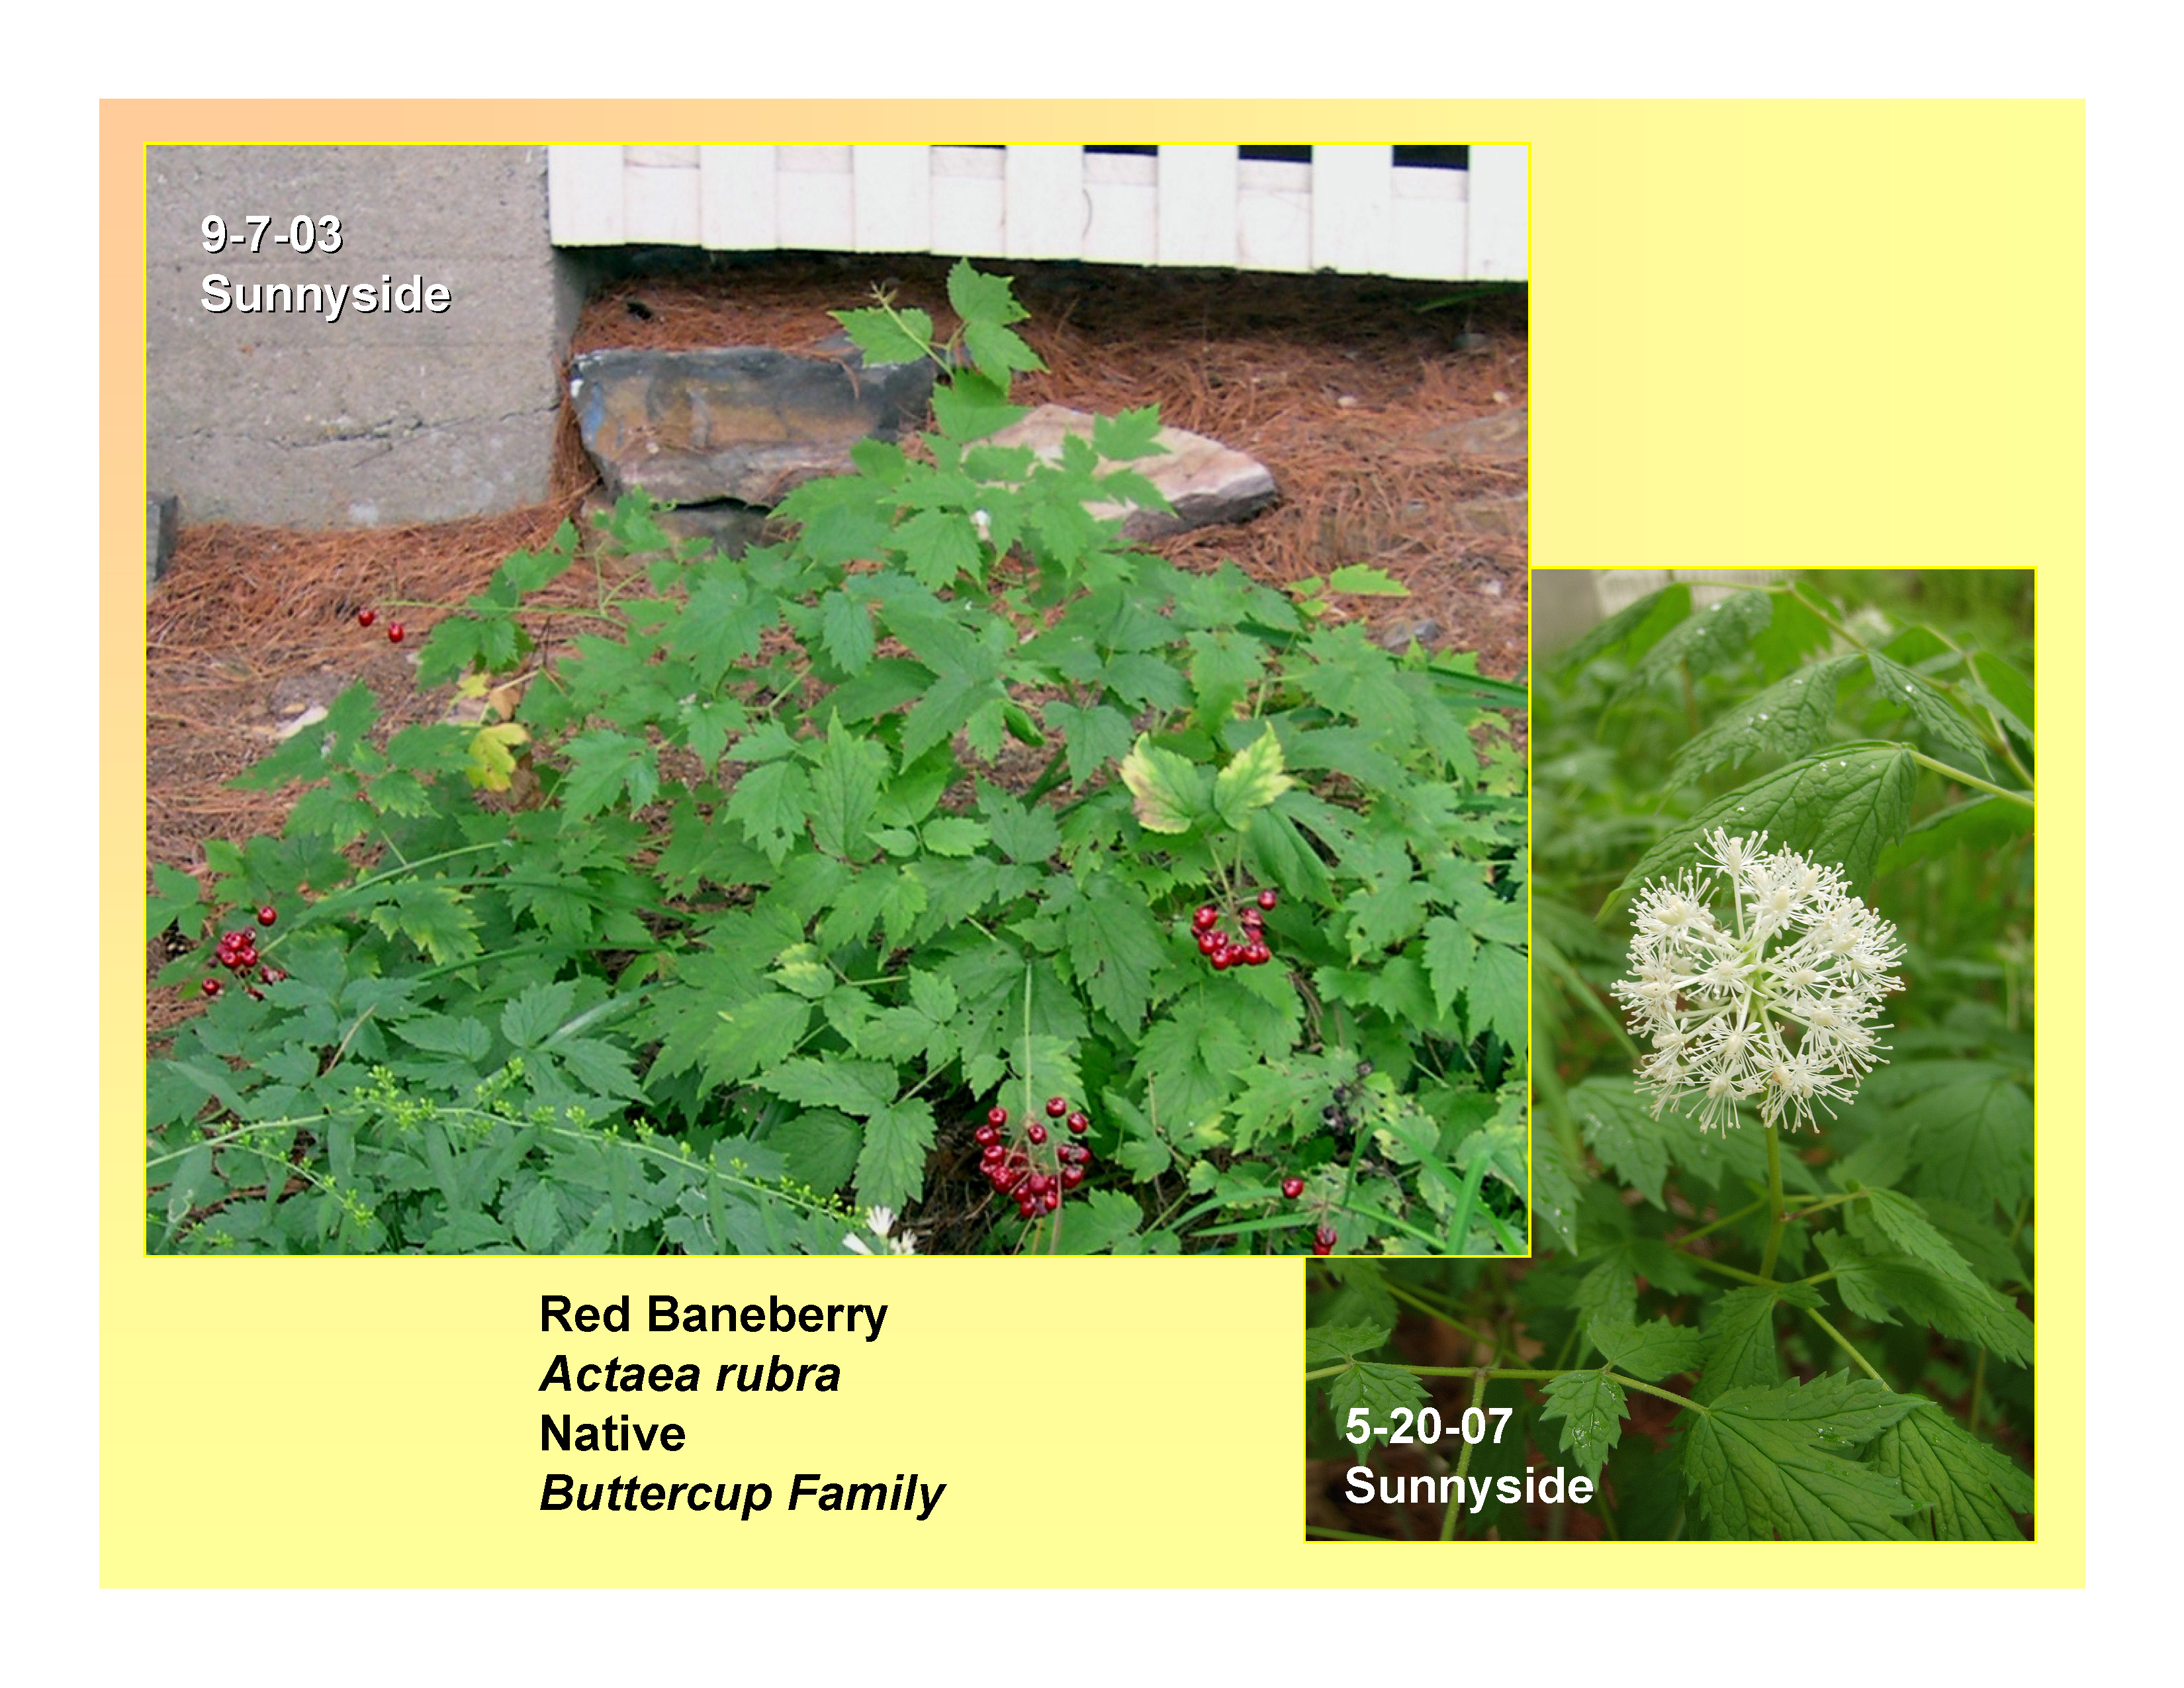 9-7-03
Sunnyside
Red Baneberry
Actaea rubra
Native
Buttercup Family
5-20-07
Sunnyside